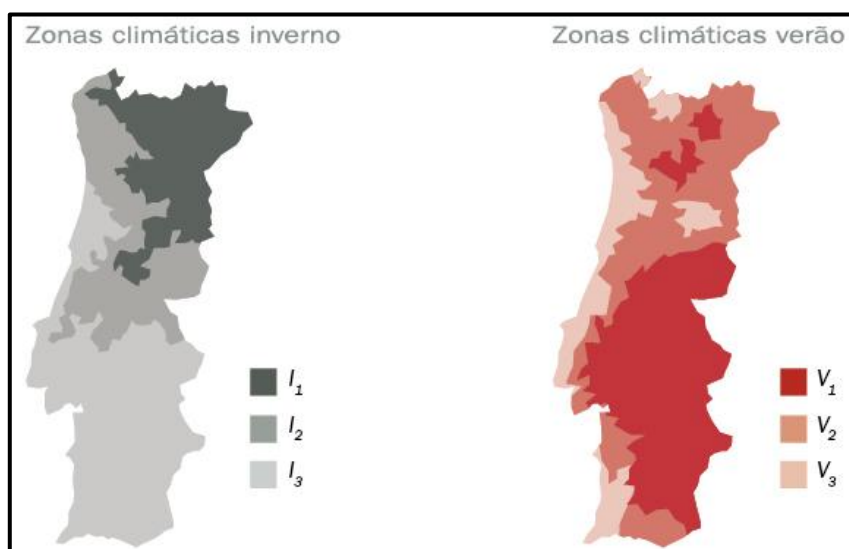 Zonas climáticas inverno
I₁
I₂
I₃
Zonas climáticas verão
V₁
V₂
V₃